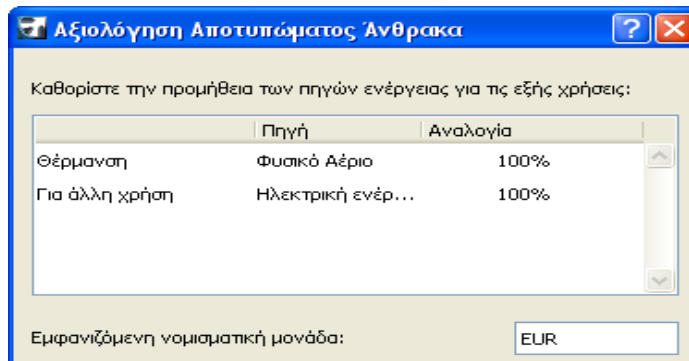 Αξιολόγηση Αποτυπώματος Άνθρακα
Καθορίστε την προμήθεια των πηγών ενέργειας για τις εξής χρήσεις:
Πηγή Αναλογία
Θέρμανση Φυσικό Αέριο 100%
Για άλλη χρήση Ηλεκτρική ενέρ... 100%
Εμφανιζόμενη νομισματική μονάδα: EUR